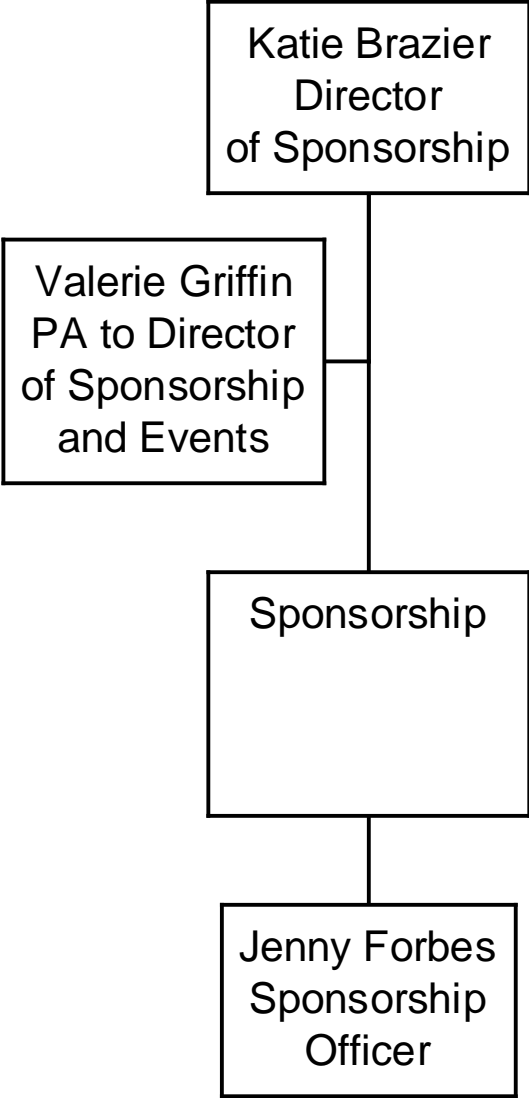 Katie Brazier
Director
of Sponsorship
Valerie Griffin
PA to Director
of Sponsorship
and Events
Sponsorship
Jenny Forbes
Sponsorship
Officer